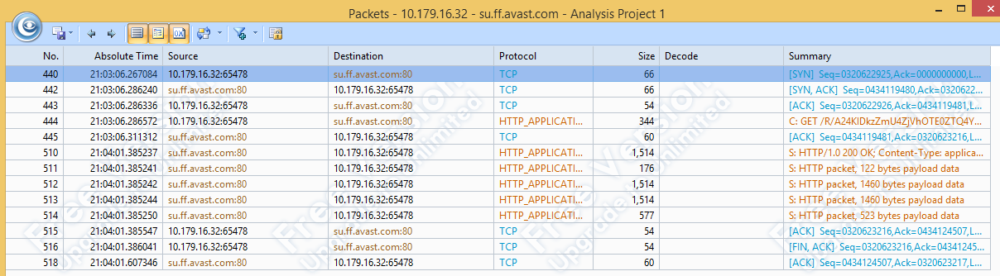 Packets - 10.179.16.32 - su.ff.avast.com - Analysis Project 1
No. Absolute Time Source Destination Protocol Size Decode Summary
440 21:03:06.267084 10.179.16.32:65478 su.ff.avast.com:80 TCP 66 [SYN] Seq=0320622925,Ack=0000000000,L...
442 21:03:06.286240 su.ff.avast.com:80 10.179.16.32:65478 TCP 66 [SYN, ACK] Seq=0434119480,Ack=0320622...
443 21:03:06.286336 10.179.16.32:65478 su.ff.avast.com:80 TCP 54 [ACK] Seq=0320622926,Ack=0434119481,L...
444 21:03:06.286572 10.179.16.32:65478 su.ff.avast.com:80 HTTP_APPLICATI... 344 C: GET /R/A24KIDkzZmU4ZjVhOTE0ZTQ4Y...
445 21:03:06.311312 su.ff.avast.com:80 10.179.16.32:65478 TCP 60 [ACK] Seq=0434119481,Ack=0320623216,L...
510 21:04:01.385237 su.ff.avast.com:80 10.179.16.32:65478 HTTP_APPLICATI... 1,514 S: HTTP/1.0 200 OK; Content-Type: applica...
511 21:04:01.385241 su.ff.avast.com:80 10.179.16.32:65478 HTTP_APPLICATI... 176 S: HTTP packet, 122 bytes payload data
512 21:04:01.385242 su.ff.avast.com:80 10.179.16.32:65478 HTTP_APPLICATI... 1,514 S: HTTP packet, 1460 bytes payload data
513 21:04:01.385244 su.ff.avast.com:80 10.179.16.32:65478 HTTP_APPLICATI... 1,514 S: HTTP packet, 1460 bytes payload data
514 21:04:01.385250 su.ff.avast.com:80 10.179.16.32:65478 HTTP_APPLICATI... 577 S: HTTP packet, 523 bytes payload data
515 21:04:01.385547 10.179.16.32:65478 su.ff.avast.com:80 TCP 54 [ACK] Seq=0320623216,Ack=0434124507,L...
516 21:04:01.386041 10.179.16.32:65478 su.ff.avast.com:80 TCP 54 [FIN, ACK] Seq=0320623216,Ack=04341245...
518 21:04:01.607346 su.ff.avast.com:80 10.179.16.32:65478 TCP 60 [ACK] Seq=0434124507,Ack=0320623217,L...
Free Version
Upgrade Unlimited